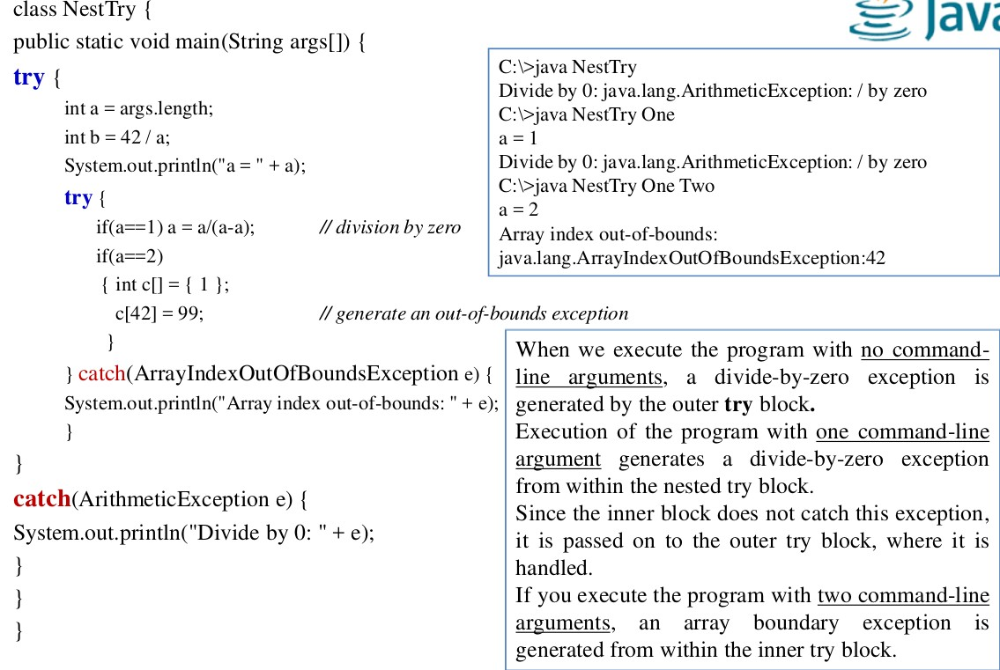 class NestTry {
public static void main(String args[]) {
try {
int a = args.length;
int b = 42 / a;
System.out.println("a = " + a);
try {
if(a==1) a = a/(a-a); // division by zero
if(a==2)
{ int c[] = { 1 };
c[42] = 99; // generate an out-of-bounds exception
}
} catch(ArrayIndexOutOfBoundsException e) {
System.out.println("Array index out-of-bounds: " + e);
}
}
catch(ArithmeticException e) {
System.out.println("Divide by 0: " + e);
}
}
}
Java
C:\>java NestTry
Divide by 0: java.lang.ArithmeticException: / by zero
C:\>java NestTry One
a = 1
Divide by 0: java.lang.ArithmeticException: / by zero
C:\>java NestTry One Two
a = 2
Array index out-of-bounds:
java.lang.ArrayIndexOutOfBoundsException:42
When we execute the program with no command-
line arguments, a divide-by-zero exception is
generated by the outer try block.
Execution of the program with one command-line
argument generates a divide-by-zero exception
from within the nested try block.
Since the inner block does not catch this exception,
it is passed on to the outer try block, where it is
handled.
If you execute the program with two command-line
arguments, an array boundary exception is
generated from within the inner try block.